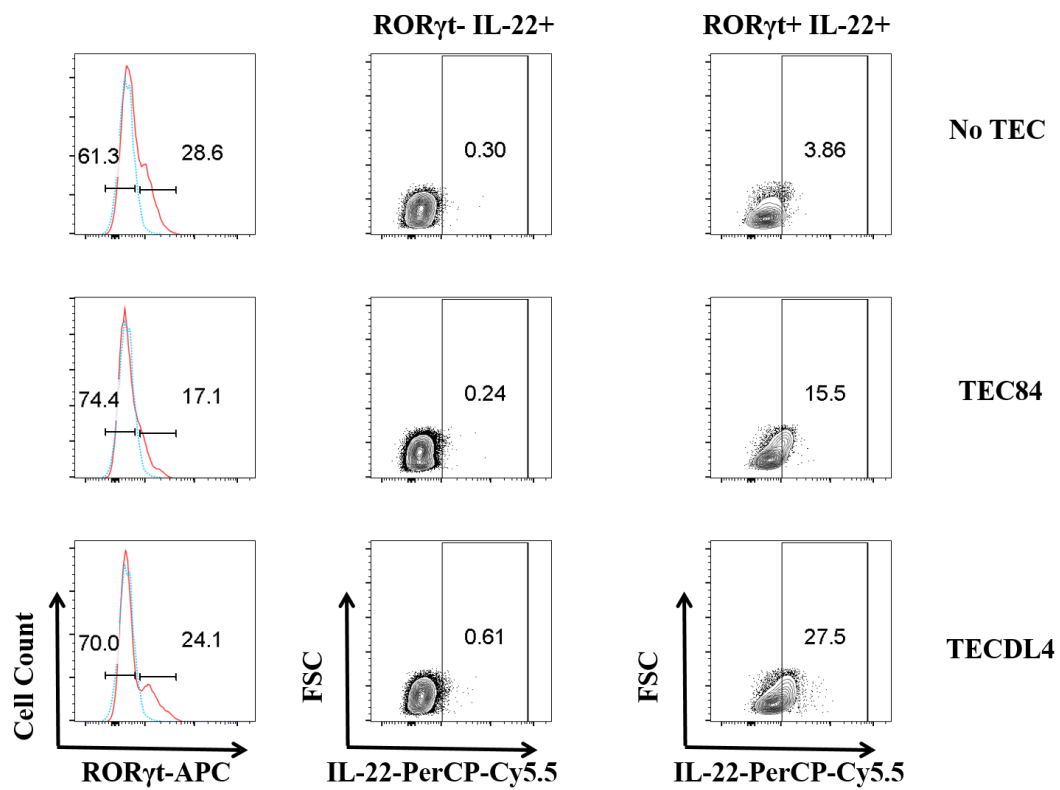 RORγt- IL-22+
RORγt+ IL-22+
61.3
28.6
0.30
3.86
No TEC
74.4
17.1
0.24
15.5
TEC84
70.0
24.1
0.61
27.5
TECDL4
Cell Count
FSC
FSC
RORγt-APC
IL-22-PerCP-Cy5.5
IL-22-PerCP-Cy5.5